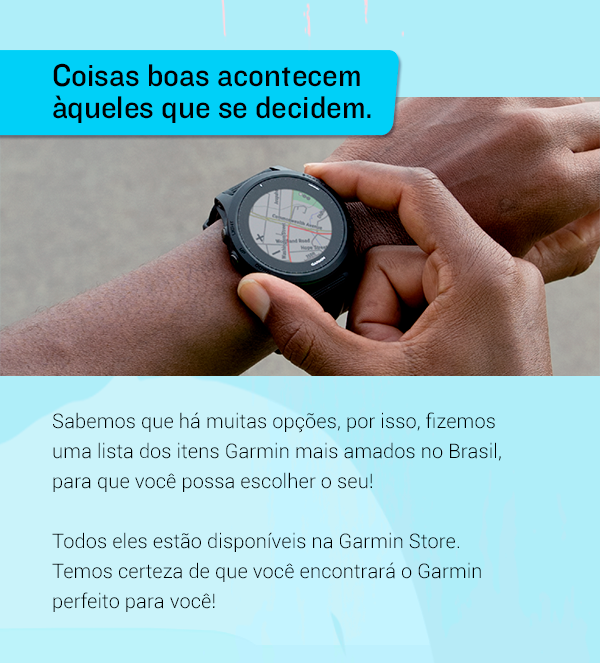 Coisas boas acontecem
àqueles que se decidem.
Sabemos que há muitas opções, por isso, fizemos
uma lista dos itens Garmin mais amados no Brasil,
para que você possa escolher o seu!
Todos eles estão disponíveis na Garmin Store.
Temos certeza de que você encontrará o Garmin
perfeito para você!